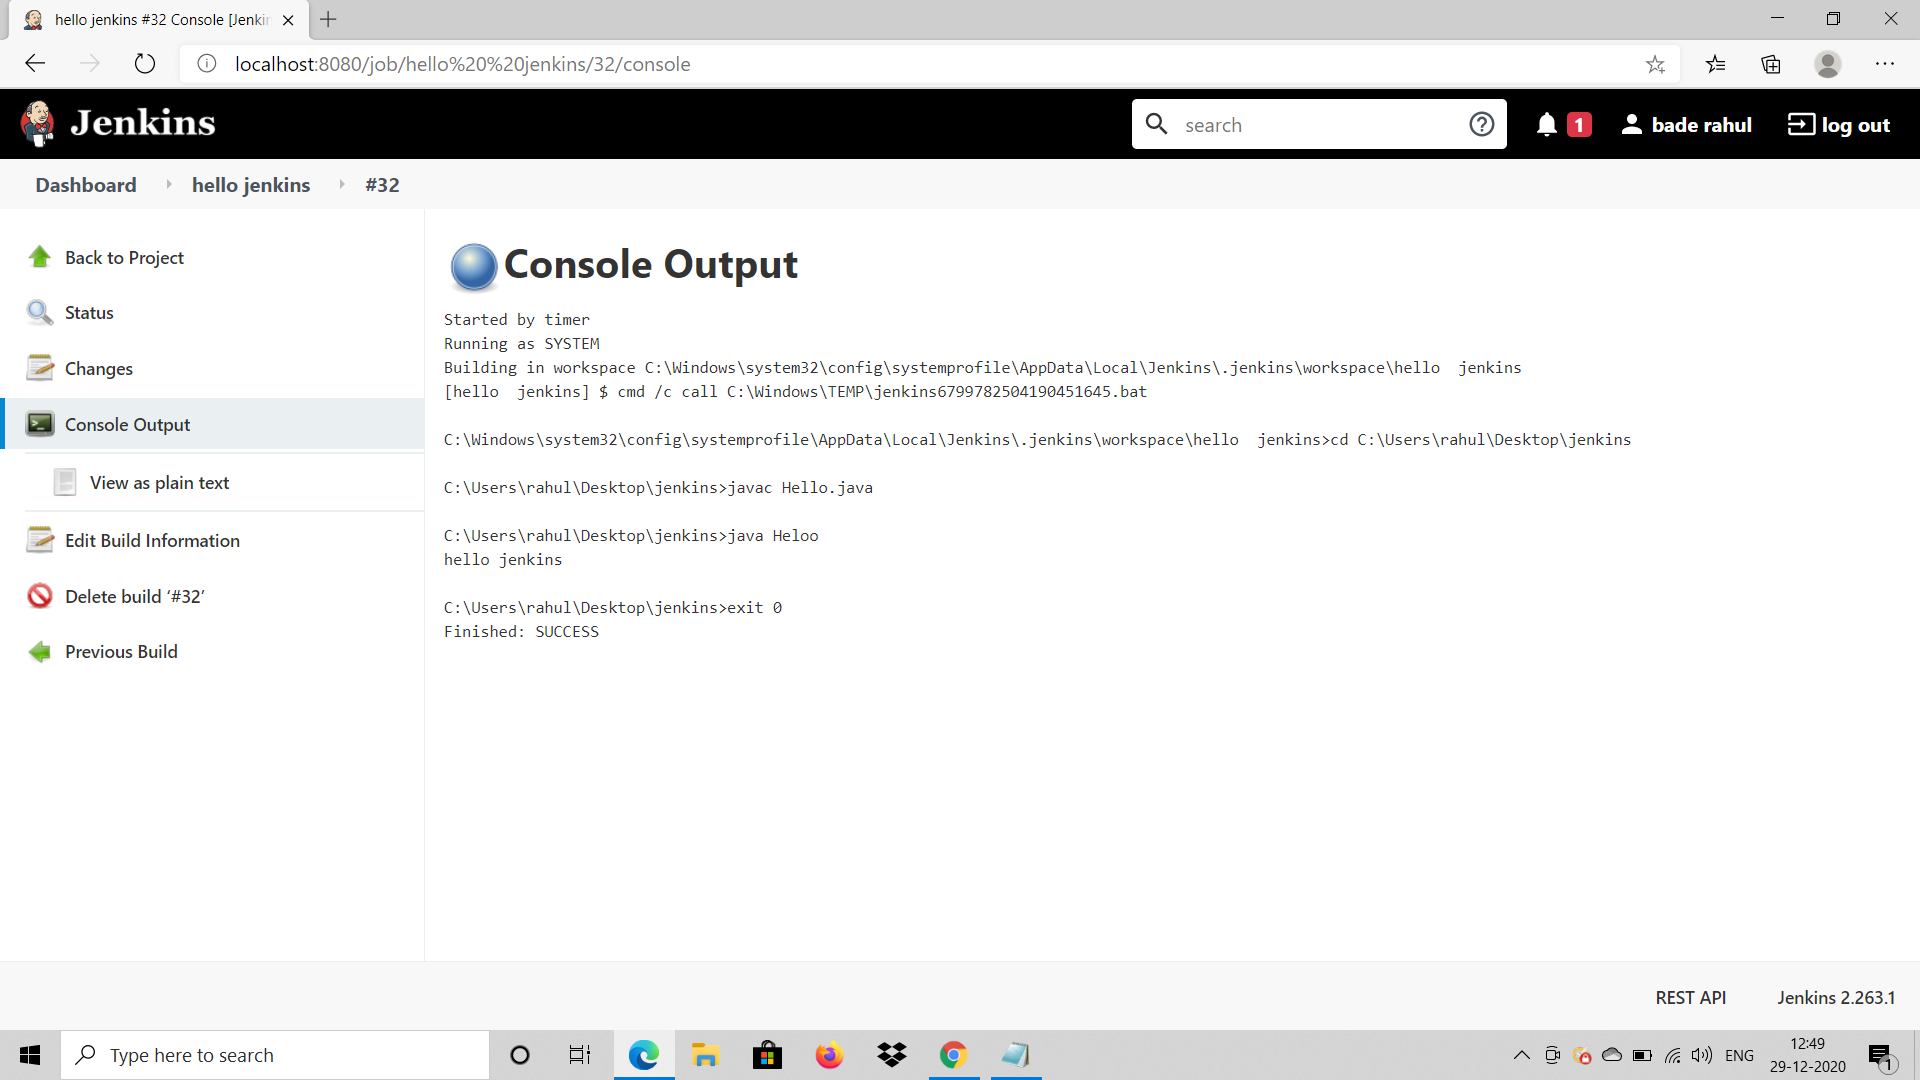 hello jenkins #32 Console [Jenki
localhost:8080/job/hello%20%20jenkins/32/console
Jenkins
search
1
bade rahul
log out
Dashboard
hello jenkins
#32
Back to Project
Status
Changes
Console Output
View as plain text
Edit Build Information
Delete build ‘#32’
Previous Build
Console Output
Started by timer
Running as SYSTEM
Building in workspace C:\Windows\system32\config\systemprofile\AppData\Local\Jenkins\.jenkins\workspace\hello  jenkins
[hello  jenkins] $ cmd /c call C:\Windows\TEMP\jenkins6799782504190451645.bat
C:\Windows\system32\config\systemprofile\AppData\Local\Jenkins\.jenkins\workspace\hello  jenkins>cd C:\Users\rahul\Desktop\jenkins
C:\Users\rahul\Desktop\jenkins>javac Hello.java
C:\Users\rahul\Desktop\jenkins>java Heloo
hello jenkins
C:\Users\rahul\Desktop\jenkins>exit 0
Finished: SUCCESS
REST API
Jenkins 2.263.1
Type here to search
ENG
12:49
29-12-2020
1